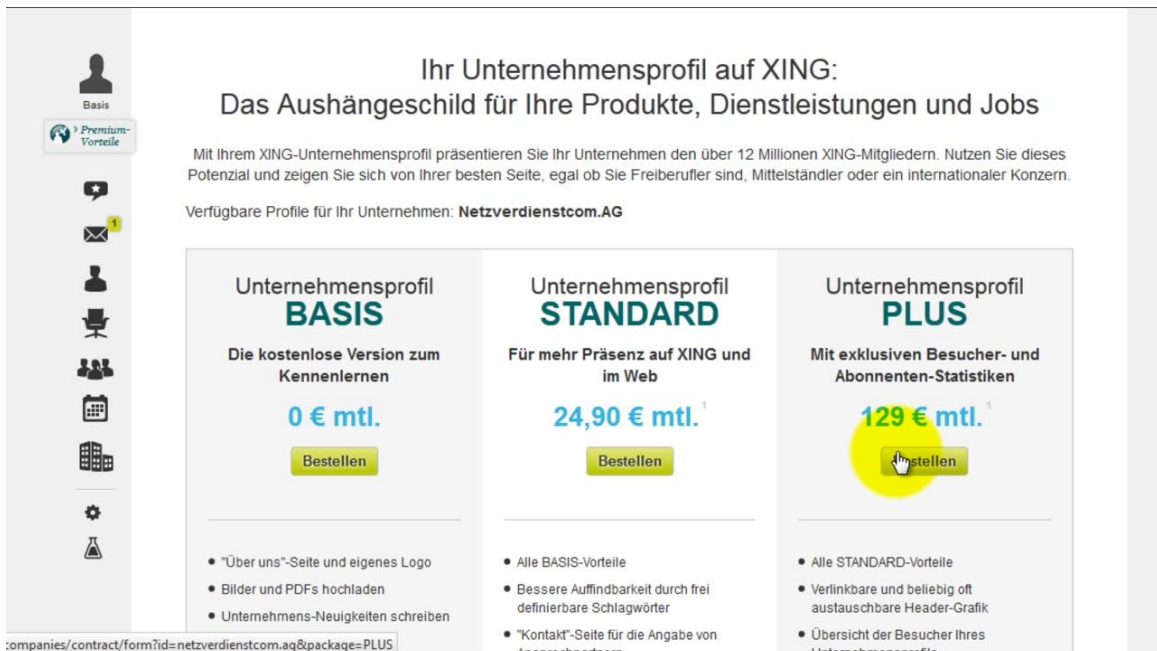 Ihr Unternehmensprofil auf XING:
Das Aushängeschild für Ihre Produkte, Dienstleistungen und Jobs
Basis
› Premium-
Vorteile
1
Mit Ihrem XING-Unternehmensprofil präsentieren Sie Ihr Unternehmen den über 12 Millionen XING-Mitgliedern. Nutzen Sie dieses
Potenzial und zeigen Sie sich von Ihrer besten Seite, egal ob Sie Freiberufler sind, Mittelständler oder ein internationaler Konzern.
Verfügbare Profile für Ihr Unternehmen: Netzverdienstcom.AG
Unternehmensprofil
BASIS
Die kostenlose Version zum
Kennenlernen
0 € mtl.
Bestellen
"Über uns"-Seite und eigenes Logo
Bilder und PDFs hochladen
Unternehmens-Neuigkeiten schreiben
Unternehmensprofil
STANDARD
Für mehr Präsenz auf XING und
im Web
24,90 € mtl. 1
Bestellen
Alle BASIS-Vorteile
Bessere Auffindbarkeit durch frei
definierbare Schlagwörter
"Kontakt"-Seite für die Angabe von
Unternehmensprofil
PLUS
Mit exklusiven Besucher- und
Abonnenten-Statistiken
129 € mtl. 1
Bestellen
Alle STANDARD-Vorteile
Verlinkbare und beliebig oft
austauschbare Header-Grafik
Übersicht der Besucher Ihres
companies/contract/form?id=netzverdienstcom.ag&package=PLUS